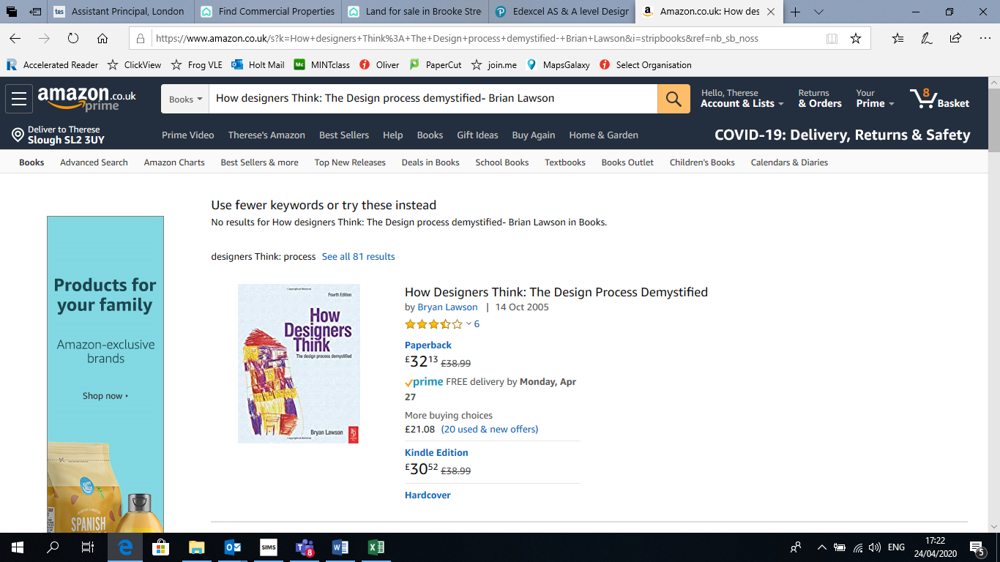 tes Assistant Principal, London
Find Commercial Properties
Land for sale in Brooke Stre
Edexcel AS & A level Design
Amazon.co.uk: How des
https://www.amazon.co.uk/s?k=How+designers+Think%3A+The+Design+process+demystified-+Brian+Lawson&i=stripbooks&ref=nb_sb_noss
Accelerated Reader ClickView Frog VLE Holt Mail MINTclass Oliver PaperCut join.me MapsGalaxy Select Organisation
amazon.co.uk
prime
Books
How designers Think: The Design process demystified- Brian Lawson
Hello, Therese
Account & Lists
Returns
& Orders
Your
Prime
8
Basket
Deliver to Therese
Slough SL2 3UY
Prime Video Therese's Amazon Best Sellers Help Books Gift Ideas Buy Again Home & Garden
COVID-19: Delivery, Returns & Safety
Books Advanced Search Amazon Charts Best Sellers & more Top New Releases Deals in Books School Books Textbooks Books Outlet Children's Books Calendars & Diaries
Use fewer keywords or try these instead
No results for How designers Think: The Design process demystified- Brian Lawson in Books.
designers Think: process See all 81 results
Products for
your family
Amazon-exclusive
brands
Shop now
SPANISH
Copyrighted Material
Fourth Edition
How
Designers
Think
The design process demystified
Bryan Lawson
Copyrighted Material
How Designers Think: The Design Process Demystified
by Bryan Lawson | 14 Oct 2005
6
Paperback
£3213 £38.99
prime FREE delivery by Monday, Apr
27
More buying choices
£21.08 (20 used & new offers)
Kindle Edition
£3052 £38.99
Hardcover
SIMS
8
ENG
17:22
24/04/2020
5